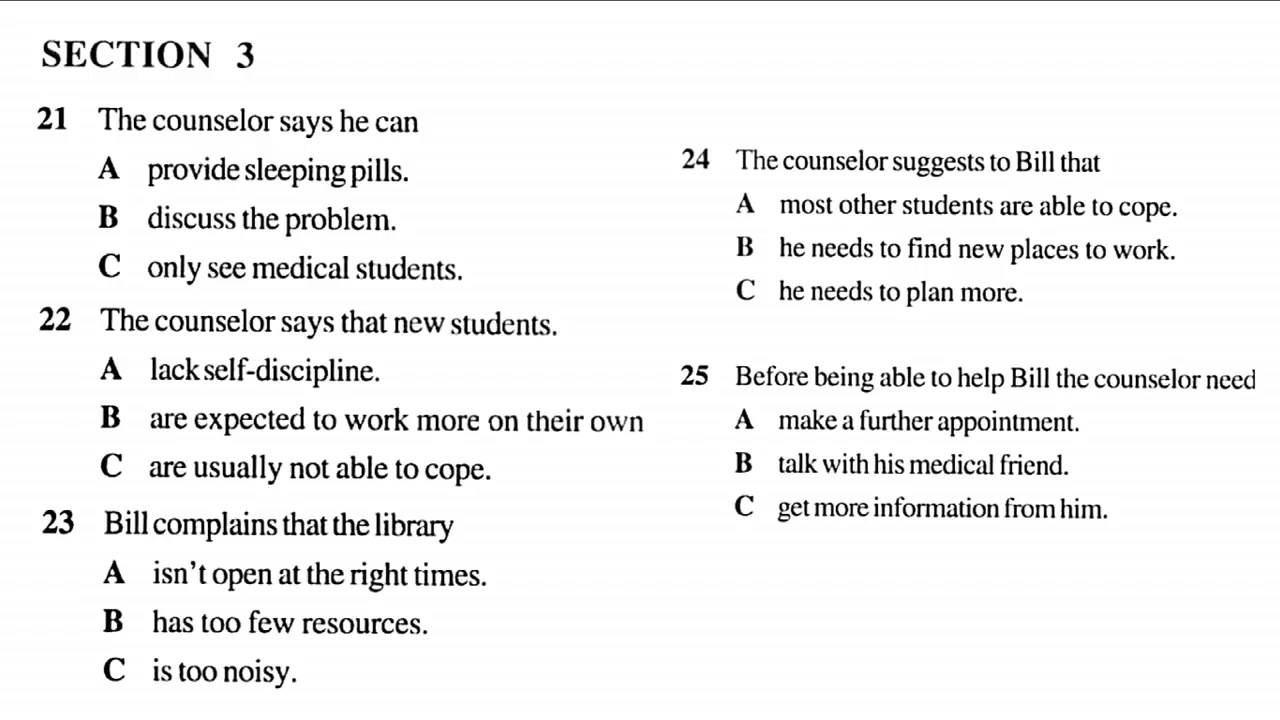 SECTION 3
21 The counselor says he can
A provide sleeping pills.
B discuss the problem.
C only see medical students.
22 The counselor says that new students.
A lack self-discipline.
B are expected to work more on their own
C are usually not able to cope.
23 Bill complains that the library
A isn't open at the right times.
B has too few resources.
C is too noisy.
24 The counselor suggests to Bill that
A most other students are able to cope.
B he needs to find new places to work.
C he needs to plan more.
25 Before being able to help Bill the counselor need
A make a further appointment.
B talk with his medical friend.
C get more information from him.